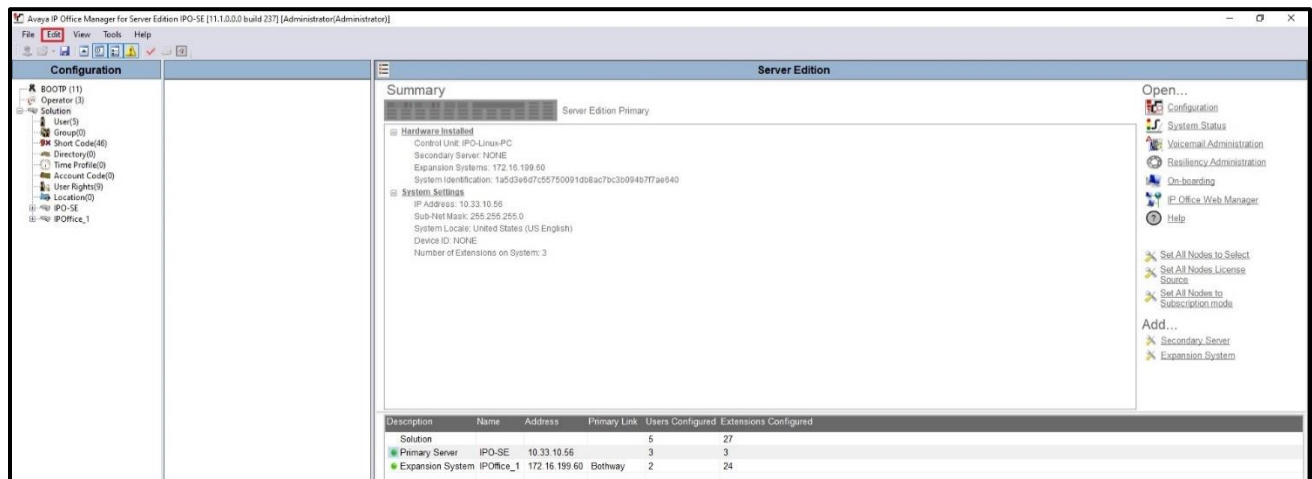 Avaya IP Office Manager for Server Edition IPO-SE [11.1.0.0.0 build 237] [Administrator(Administrator)]
File Edit View Tools Help
Configuration
BOOTP (11)
Operator (3)
Solution
User(5)
Group(0)
Short Code(46)
Directory(0)
Time Profile(0)
Account Code(0)
User Rights(9)
Location(0)
IPO-SE
IPOffice_1
Server Edition
Summary
Server Edition Primary
Hardware Installed
Control Unit: IPO-Linux-PC
Secondary Server: NONE
Expansion Systems: 172.16.199.60
System Identification: 1a5d3e6d7c55750091db8ac7bc3b094b7f7ae640
System Settings
IP Address: 10.33.10.56
Sub-Net Mask: 255.255.255.0
System Locale: United States (US English)
Device ID: NONE
Number of Extensions on System: 3
Open...
Configuration
System Status
Voicemail Administration
Resiliency Administration
On-boarding
IP Office Web Manager
Help
Set All Nodes to Select
Set All Nodes License
Source
Set All Nodes to
Subscription mode
Add...
Secondary Server
Expansion System
Description Name Address Primary Link Users Configured Extensions Configured
Solution 5 27
Primary Server IPO-SE 10.33.10.56 3 3
Expansion System IPOffice_1 172.16.199.60 Bothway 2 24